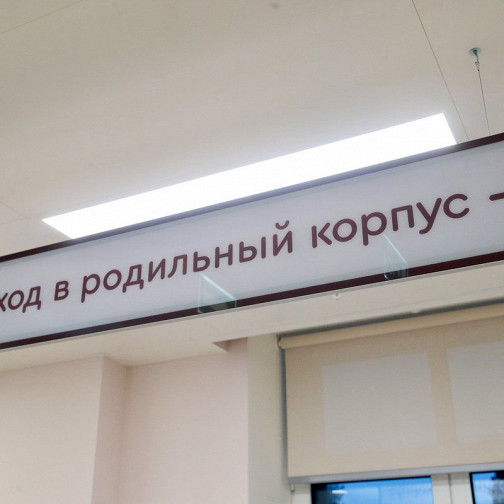 ход в родильный корпус